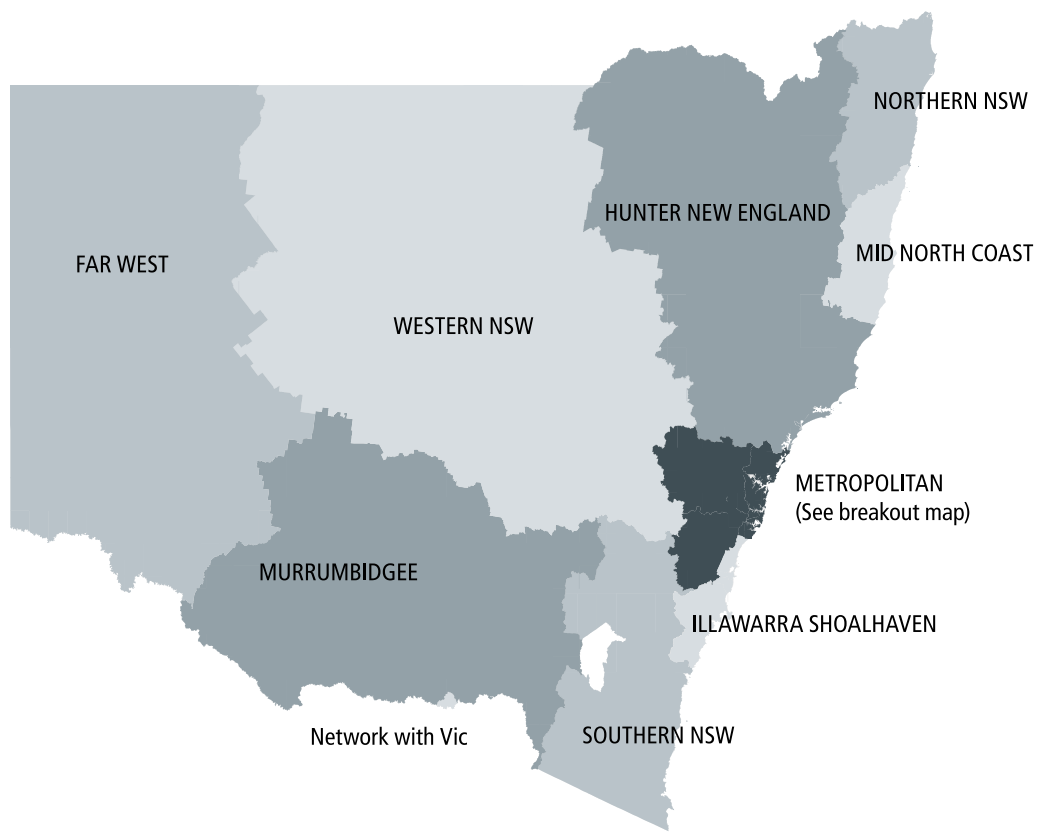 NORTHERN NSW
HUNTER NEW ENGLAND
MID NORTH COAST
FAR WEST
WESTERN NSW
METROPOLITAN
(See breakout map)
MURRUMBIDGEE
ILLAWARRA SHOALHAVEN
Network with Vic
SOUTHERN NSW